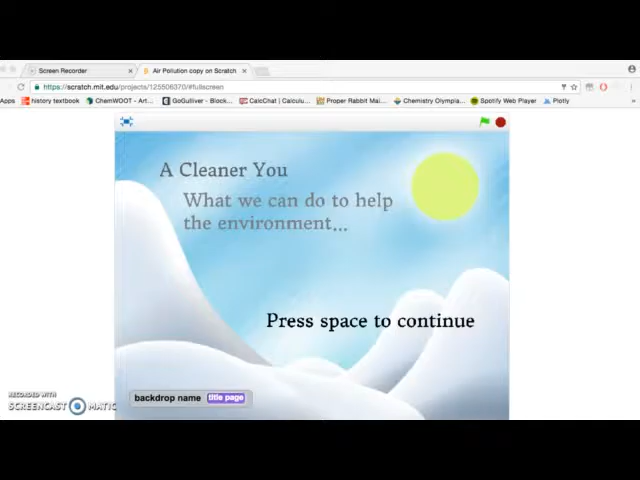 Screen Recorder
Air Pollution copy on Scratch
https://scratch.mit.edu/projects/125506370/#fullscreen
Apps
history textbook
ChemWOOT - Art...
GoGulliver - Block...
CalcChat | Calculu...
Proper Rabbit Mai...
Chemistry Olympia...
Spotify Web Player
Plotly
A Cleaner You
What we can do to help
the environment...
Press space to continue
backdrop name title page
RECORDED WITH
SCREENCAST MATIC